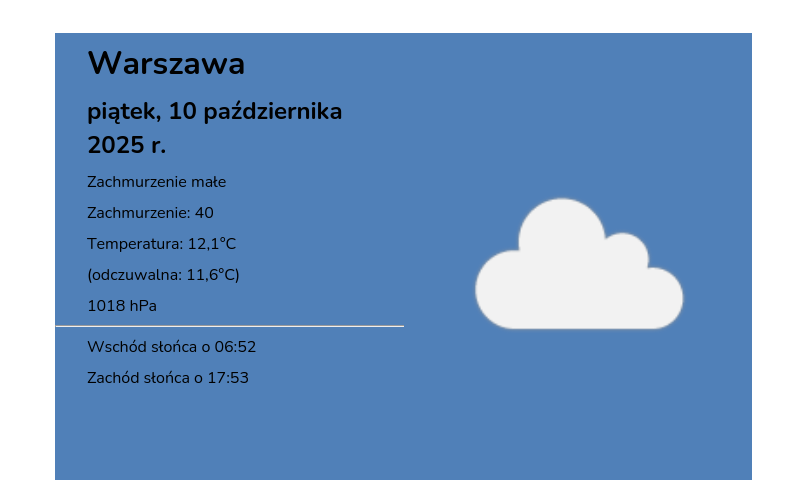 Warszawa
piątek, 10 października
2025 r.
Zachmurzenie małe
Zachmurzenie: 40
Temperatura: 12,1°C
(odczuwalna: 11,6°C)
1018 hPa
Wschód słońca o 06:52
Zachód słońca o 17:53